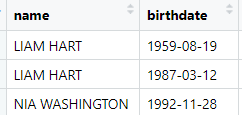 name birthdate
LIAM HART 1959-08-19
LIAM HART 1987-03-12
NIA WASHINGTON 1992-11-28